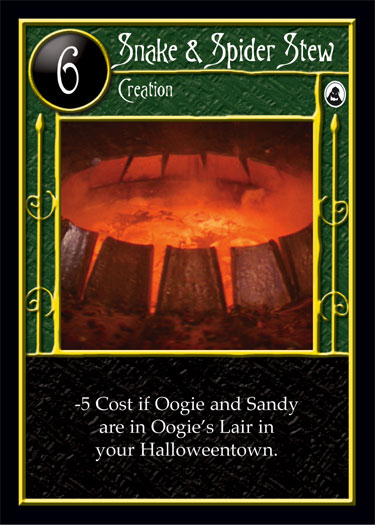 6
Snake & Spider Stew
Creation
-5 Cost if Oogie and Sandy
are in Oogie's Lair in
your Halloweentown.